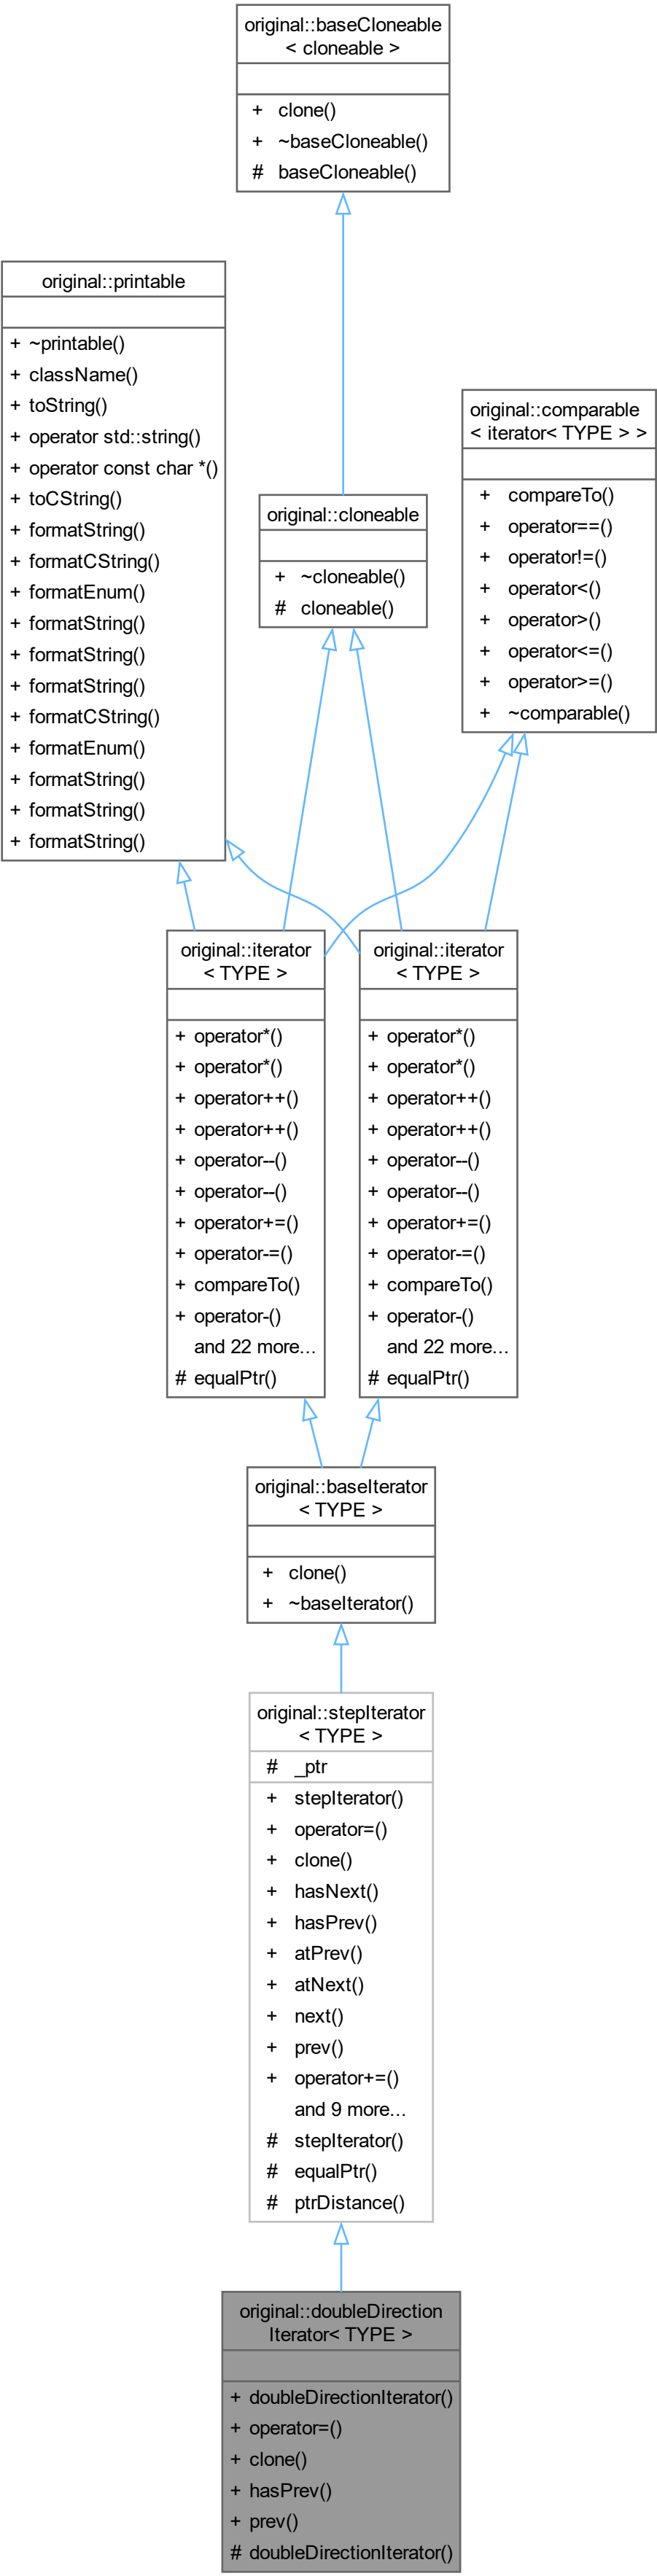 original::baseCloneable
< cloneable >
+ clone()
+ ~baseCloneable()
# baseCloneable()
original::printable
+ ~printable()
+ className()
+ toString()
+ operator std::string()
+ operator const char *()
+ toCString()
+ formatString()
+ formatCString()
+ formatEnum()
+ formatString()
+ formatString()
+ formatString()
+ formatCString()
+ formatEnum()
+ formatString()
+ formatString()
+ formatString()
original::cloneable
+ ~cloneable()
# cloneable()
original::comparable
< iterator< TYPE > >
+ compareTo()
+ operator==()
+ operator!=()
+ operator<()
+ operator>()
+ operator<=()
+ operator>=()
+ ~comparable()
original::iterator
< TYPE >
+ operator*()
+ operator*()
+ operator++()
+ operator++()
+ operator--()
+ operator--()
+ operator+=()
+ operator-=()
+ compareTo()
+ operator-()
and 22 more...
# equalPtr()
original::iterator
< TYPE >
+ operator*()
+ operator*()
+ operator++()
+ operator++()
+ operator--()
+ operator--()
+ operator+=()
+ operator-=()
+ compareTo()
+ operator-()
and 22 more...
# equalPtr()
original::baseIterator
< TYPE >
+ clone()
+ ~baseIterator()
original::stepIterator
< TYPE >
# _ptr
+ stepIterator()
+ operator=()
+ clone()
+ hasNext()
+ hasPrev()
+ atPrev()
+ atNext()
+ next()
+ prev()
+ operator+=()
and 9 more...
# stepIterator()
# equalPtr()
# ptrDistance()
original::doubleDirection
Iterator< TYPE >
+ doubleDirectionIterator()
+ operator=()
+ clone()
+ hasPrev()
+ prev()
# doubleDirectionIterator()